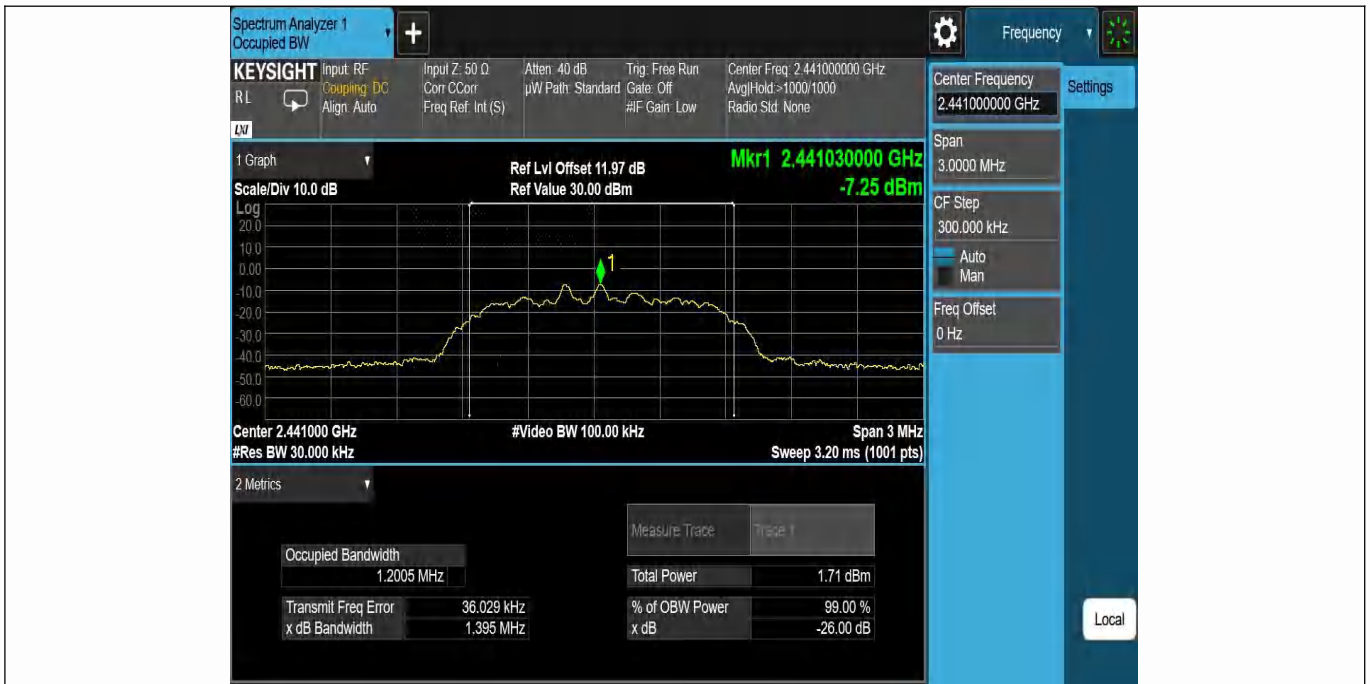 Spectrum Analyzer 1
Occupied BW
+
Frequency
KEYSIGHT
RL
LXI
Input: RF
Coupling: DC
Align: Auto
Input Z: 50 Ω
Corr CCorr
Freq Ref: Int (S)
Atten: 40 dB
µW Path: Standard
Trig: Free Run
Gate: Off
#IF Gain: Low
Center Freq: 2.441000000 GHz
Avg|Hold:>1000/1000
Radio Std: None
Center Frequency
2.441000000 GHz
Settings
Span
3.0000 MHz
CF Step
300.000 kHz
Auto
Man
Freq Offset
0 Hz
1 Graph
Scale/Div 10.0 dB
Ref Lvl Offset 11.97 dB
Ref Value 30.00 dBm
Mkr1 2.441030000 GHz
-7.25 dBm
Log
20.0
10.0
0.00
-10.0
-20.0
-30.0
-40.0
-50.0
-60.0
1
Center 2.441000 GHz
#Video BW 100.00 kHz
Span 3 MHz
#Res BW 30.000 kHz
Sweep 3.20 ms (1001 pts)
2 Metrics
Measure Trace
Trace 1
Occupied Bandwidth
1.2005 MHz
Total Power
1.71 dBm
Transmit Freq Error
36.029 kHz
% of OBW Power
99.00 %
x dB Bandwidth
1.395 MHz
x dB
-26.00 dB
Local